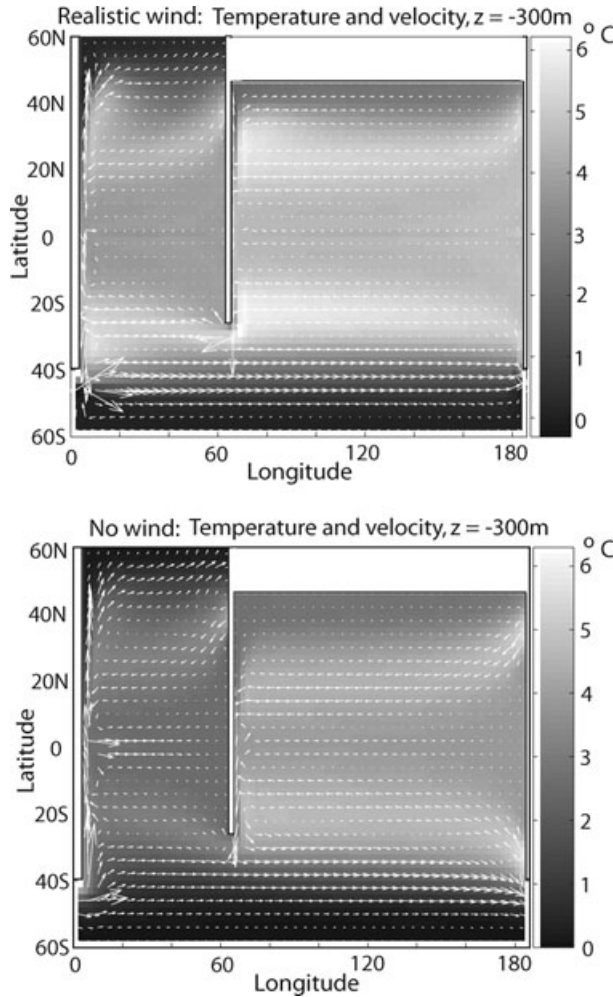 Realistic wind: Temperature and velocity, z = -300m
60N
40N
20N
0
20S
40S
60S
Latitude
0
60
120
180
Longitude
º C
6
5
4
3
2
1
0
No wind: Temperature and velocity, z = -300m
60N
40N
20N
0
20S
40S
60S
Latitude
0
60
120
180
Longitude
º C
6
5
4
3
2
1
0